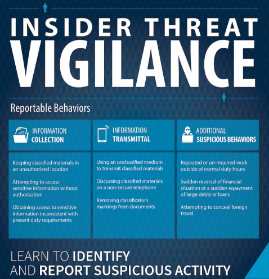 INSIDER THREAT
VIGILANCE
Reportable Behaviors
INFORMATION
COLLECTION
Keeping classified materials in
an unauthorized location
Attempting to access
sensitive information without
authorization
Obtaining access to sensitive
information inconsistent with
present duty requirements
INFORMATION
TRANSMITTAL
Using an unclassified medium
to transmit classified materials
Discussing classified materials
on a non-secure telephone
Removing classification
markings from documents
ADDITIONAL
SUSPICIOUS BEHAVIORS
Repeated or un-required work
outside of normal duty hours
Sudden reversal of financial
situation or a sudden repayment
of large debts or loans
Attempting to conceal foreign
travel
LEARN TO IDENTIFY
AND REPORT SUSPICIOUS ACTIVITY